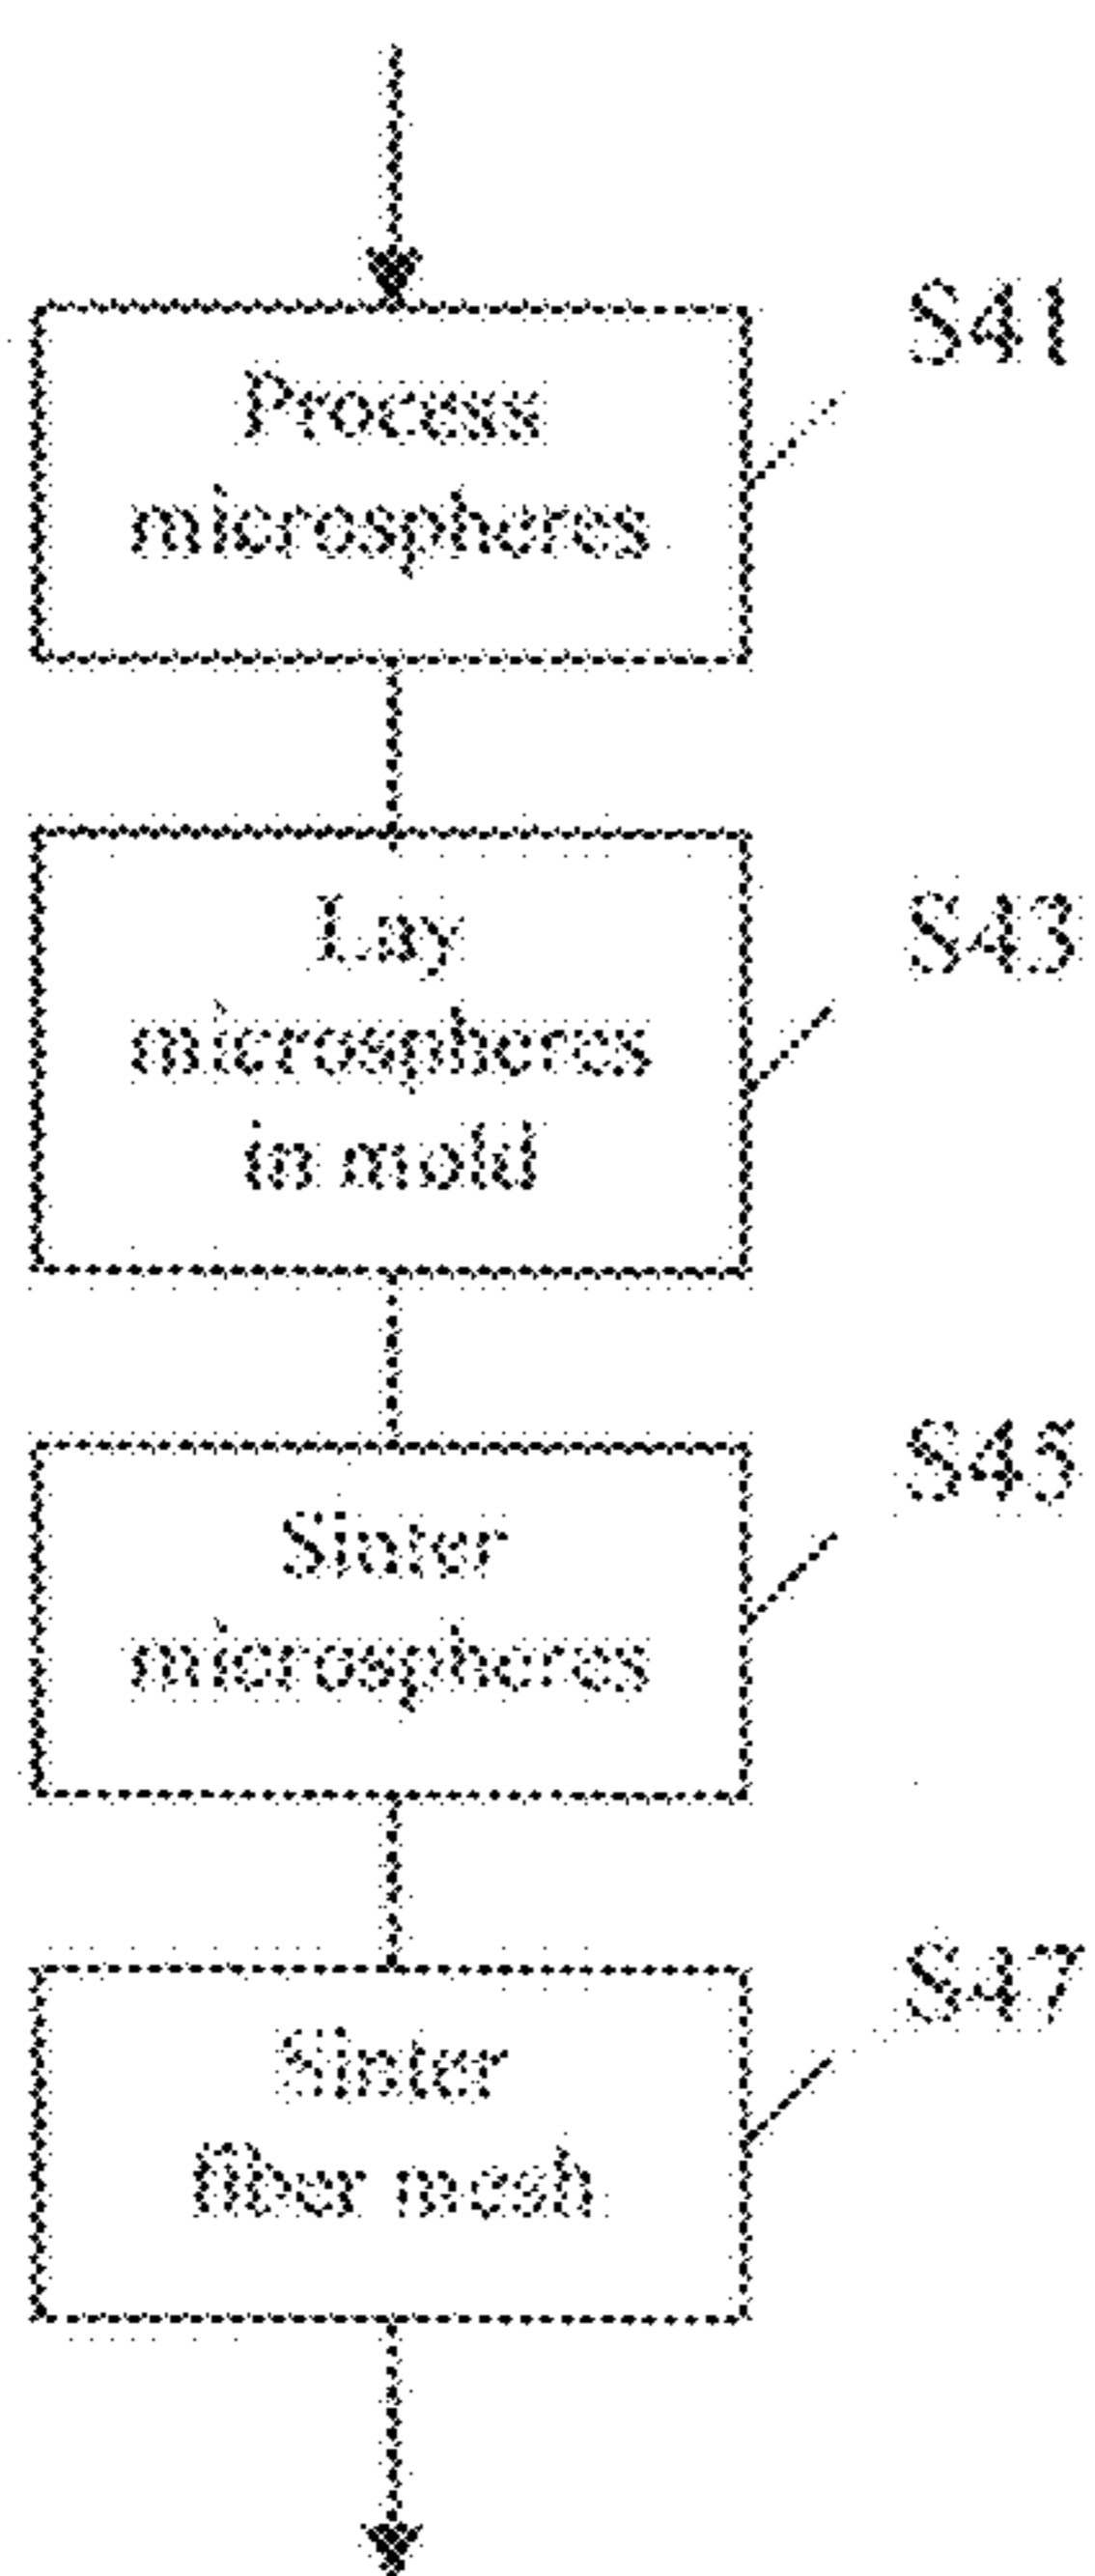 S41
Process
microspheres
S43
Lay
microspheres
in mold
S45
Sinter
microspheres
S47
Sinter
fiber mesh